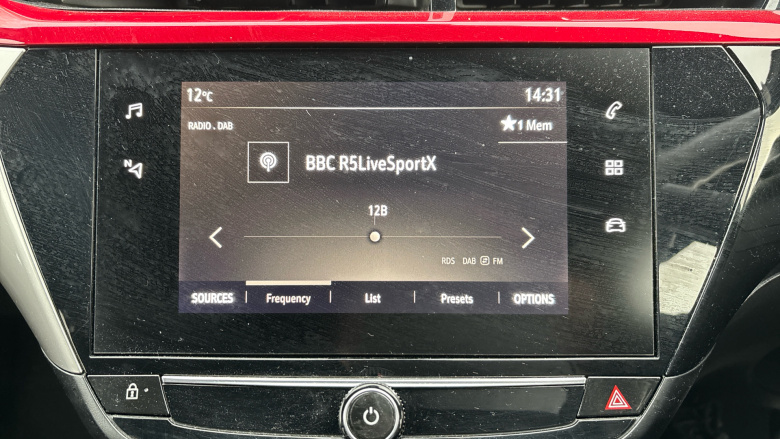 12°C 14:31
RADIO . DAB ★1 Mem
BBC R5LiveSportX
12B
RDS DAB FM
SOURCES Frequency List Presets OPTIONS
N